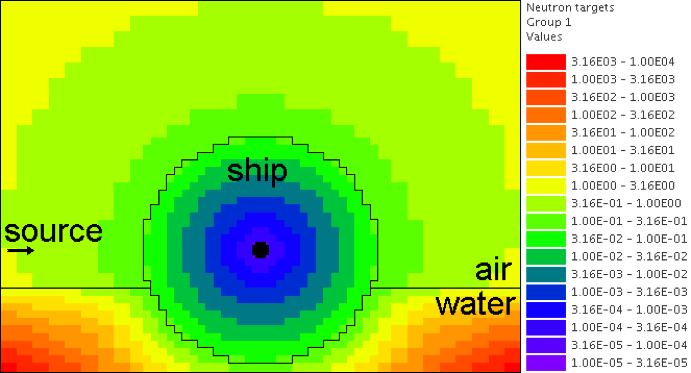 Neutron targets
Group 1
Values
3.16E03 - 1.00E04
1.00E03 - 3.16E03
3.16E02 - 1.00E03
1.00E02 - 3.16E02
3.16E01 - 1.00E02
1.00E01 - 3.16E01
3.16E00 - 1.00E01
1.00E00 - 3.16E00
3.16E-01 - 1.00E00
1.00E-01 - 3.16E-01
3.16E-02 - 1.00E-01
1.00E-02 - 3.16E-02
3.16E-03 - 1.00E-02
1.00E-03 - 3.16E-03
3.16E-04 - 1.00E-03
1.00E-04 - 3.16E-04
3.16E-05 - 1.00E-04
1.00E-05 - 3.16E-05
ship
source
air
water